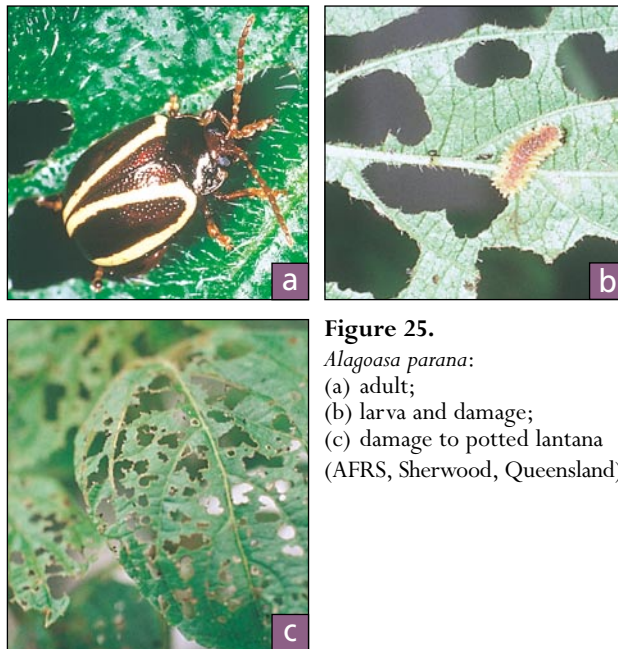 a
b
Figure 25.
Alagoasa parana:
(a) adult;
(b) larva and damage;
(c) damage to potted lantana
(AFRS, Sherwood, Queensland)
c